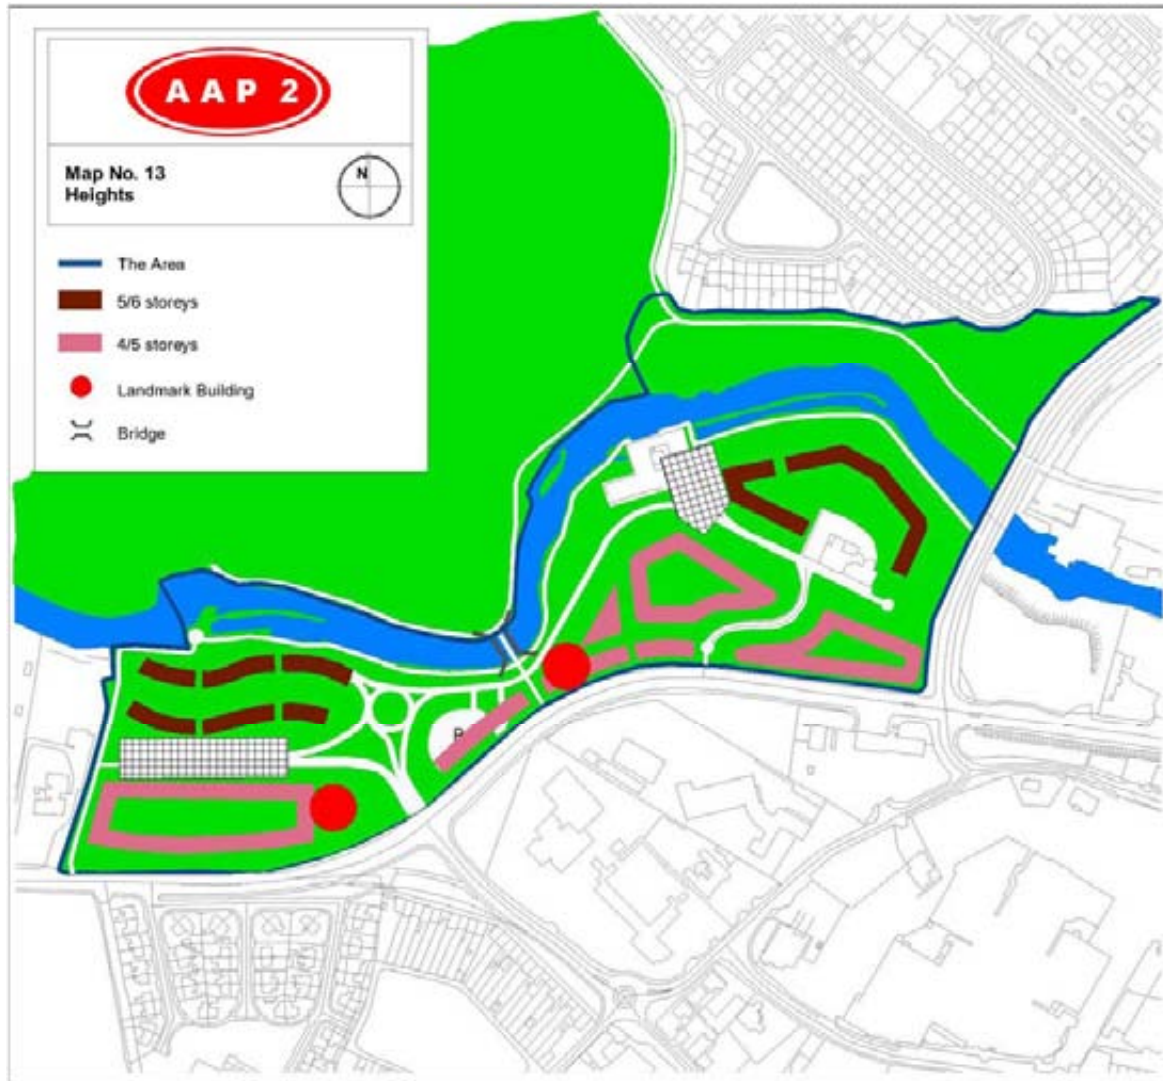 AAP 2
Map No. 13
Heights
N
The Area
5/6 storeys
4/5 storeys
Landmark Building
Bridge